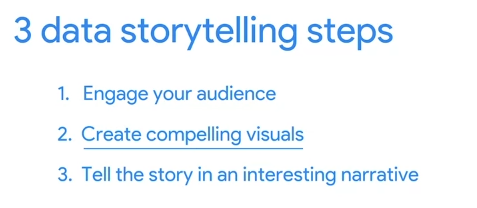 3 data storytelling steps
1. Engage your audience
2. Create compelling visuals
3. Tell the story in an interesting narrative